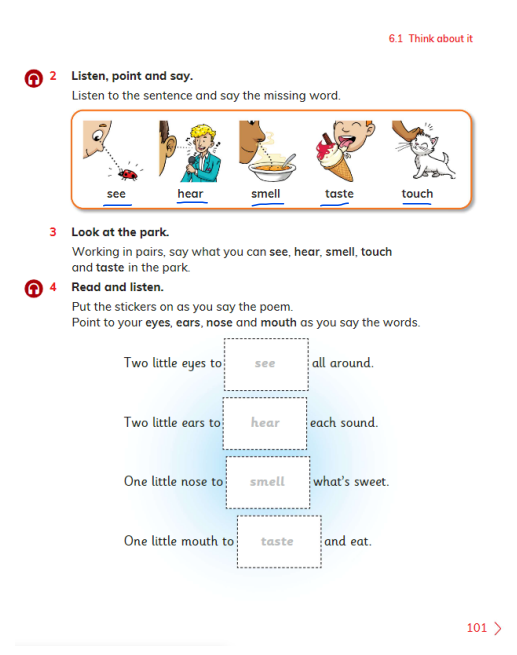 6.1 Think about it
2 Listen, point and say.
Listen to the sentence and say the missing word.
see hear smell taste touch
3 Look at the park.
Working in pairs, say what you can see, hear, smell, touch
and taste in the park.
4 Read and listen.
Put the stickers on as you say the poem.
Point to your eyes, ears, nose and mouth as you say the words.
Two little eyes to see all around.
Two little ears to hear each sound.
One little nose to smell what's sweet.
One little mouth to taste and eat.
101